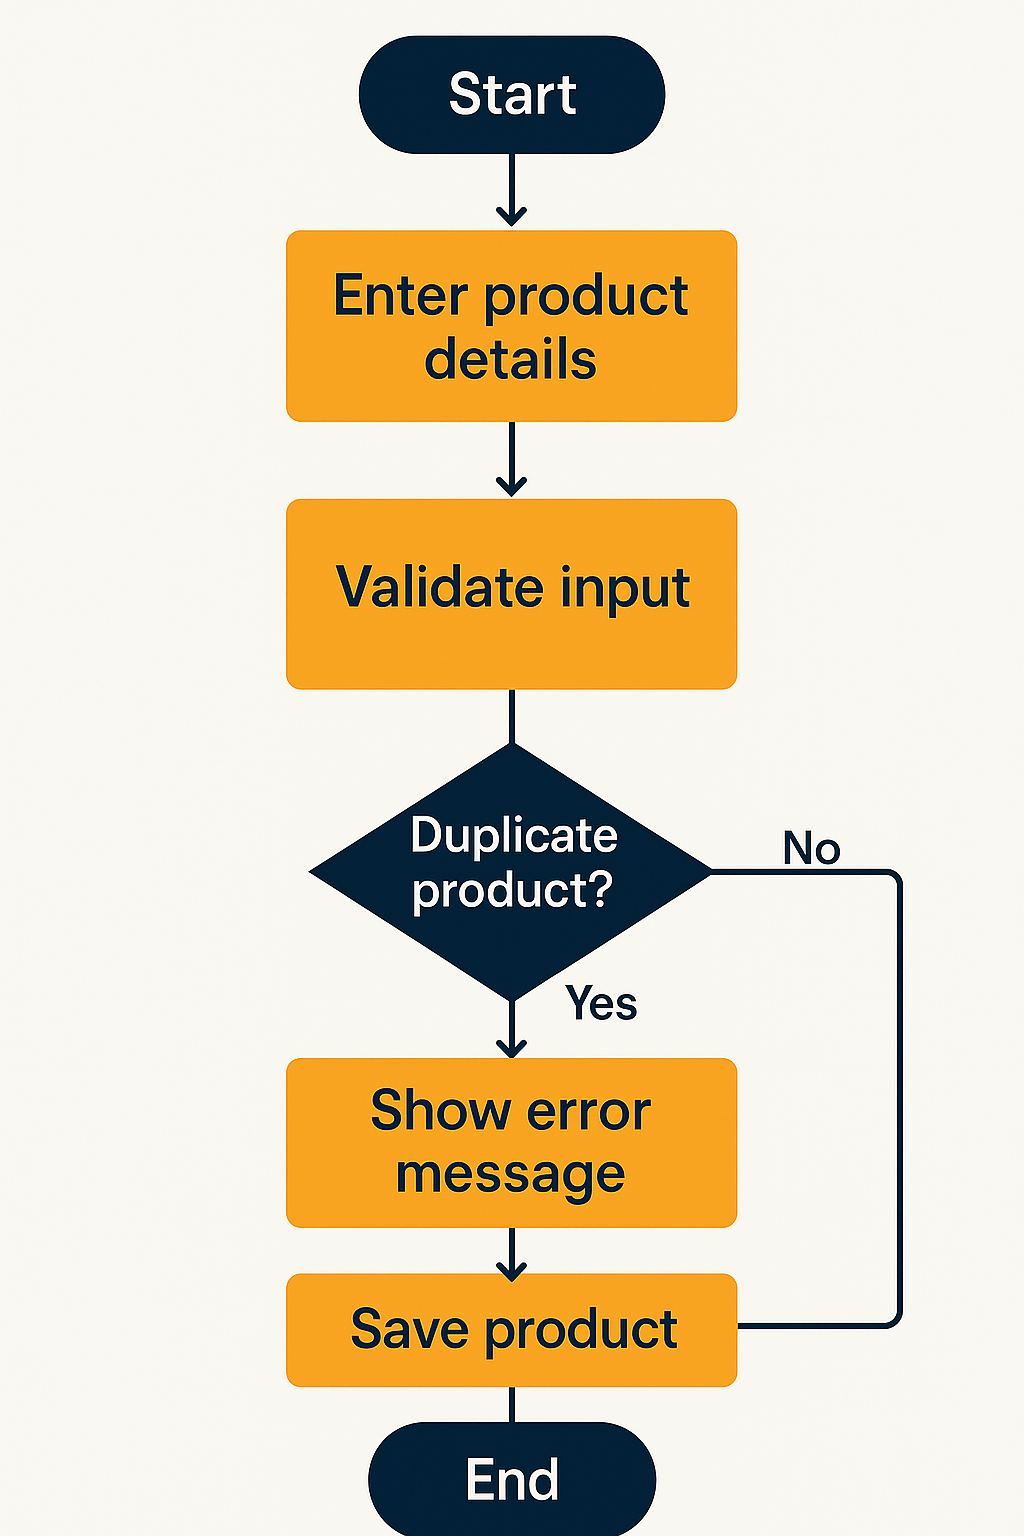 Start
Enter product
details
Validate input
Duplicate
product?
No
Yes
Show error
message
Save product
End